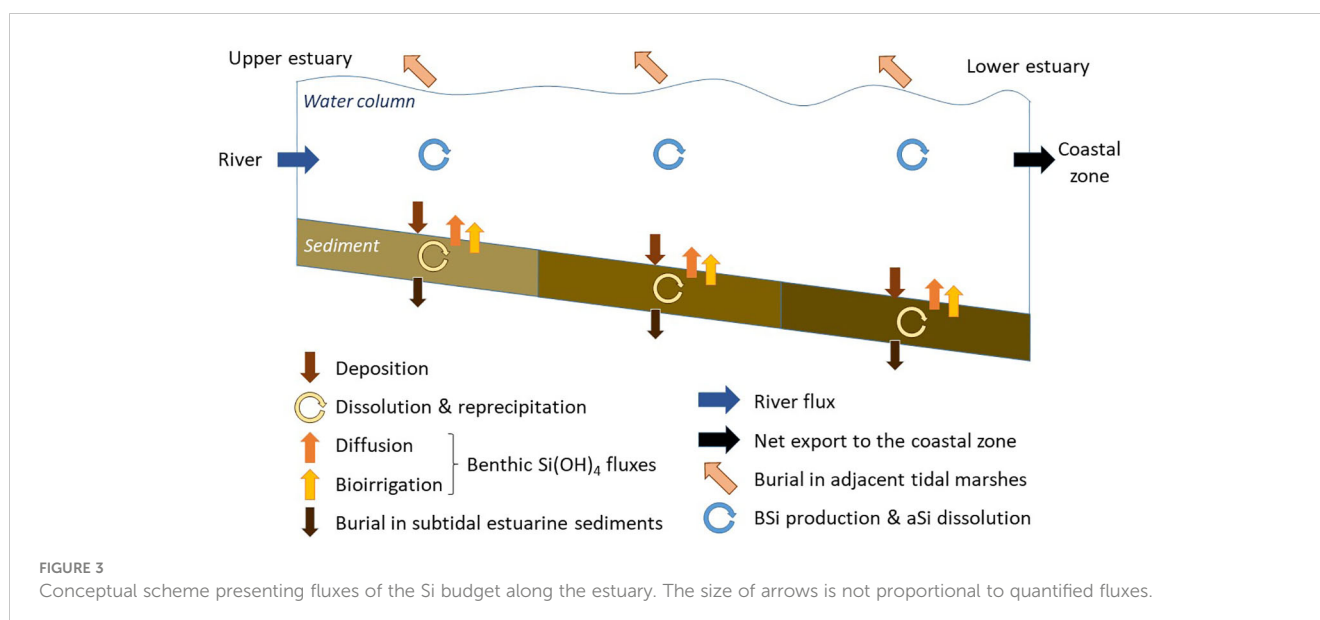 Upper estuary
Lower estuary
Water column
River
Coastal
zone
Sediment
Deposition
Dissolution & reprecipitation
Diffusion
Bioirrigation
Benthic Si(OH)4 fluxes
Burial in subtidal estuarine sediments
River flux
Net export to the coastal zone
Burial in adjacent tidal marshes
BSi production & aSi dissolution
FIGURE 3
Conceptual scheme presenting fluxes of the Si budget along the estuary. The size of arrows is not proportional to quantified fluxes.